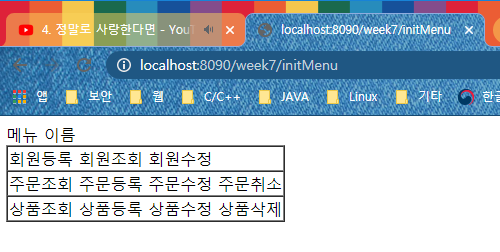 4. 정말로 사랑한다면 - YouT
localhost:8090/week7/initMenu
localhost:8090/week7/initMenu
앱 보안 웹 C/C++ JAVA Linux 기타 한글
메뉴 이름
회원등록 회원조회 회원수정
주문조회 주문등록 주문수정 주문취소
상품조회 상품등록 상품수정 상품삭제